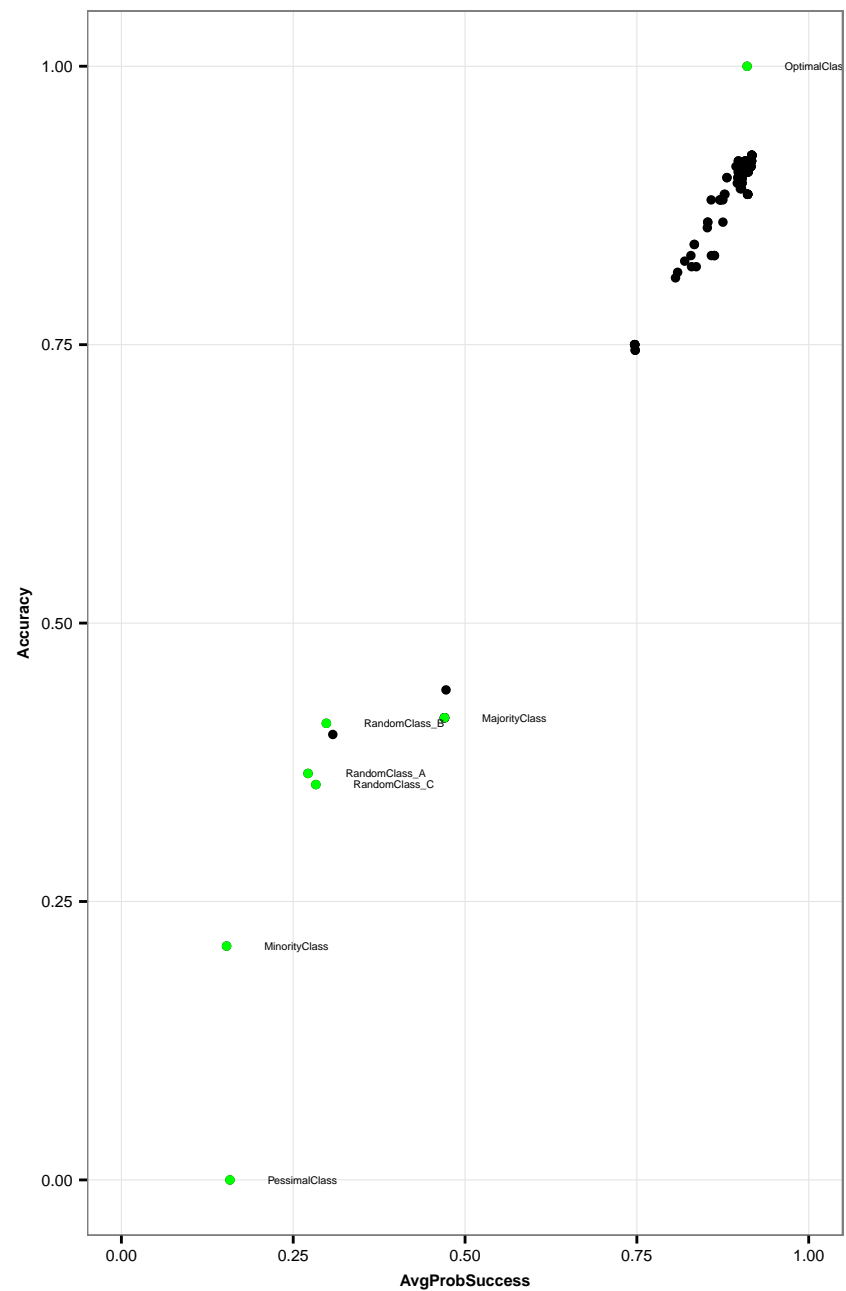 1.00
OptimalClas
0.75
Accuracy
0.50
MajorityClass
RandomClass_B
RandomClass_A
RandomClass_C
0.25
MinorityClass
0.00
PessimalClass
0.00 0.25 0.50 0.75 1.00
AvgProbSuccess